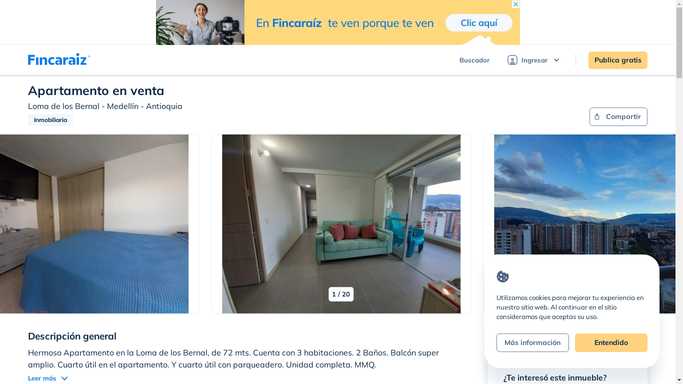 En Fincaraíz te ven porque te ven
Clic aquí
Fincaraiz
Buscador
Ingresar
Publica gratis
Apartamento en venta
Loma de los Bernal - Medellín - Antioquia
Inmobiliaria
Compartir
1 / 20
Utilizamos cookies para mejorar tu experiencia en
nuestro sitio web. Al continuar en el sitio
consideramos que aceptas su uso.
Más información
Entendido
Descripción general
Hermoso Apartamento en la Loma de los Bernal, de 72 mts. Cuenta con 3 habitaciones. 2 Baños. Balcón super
amplio. Cuarto útil en el apartamento. Y cuarto útil con parqueadero. Unidad completa. MMQ.
Leer más
¿Te interesó este inmueble?